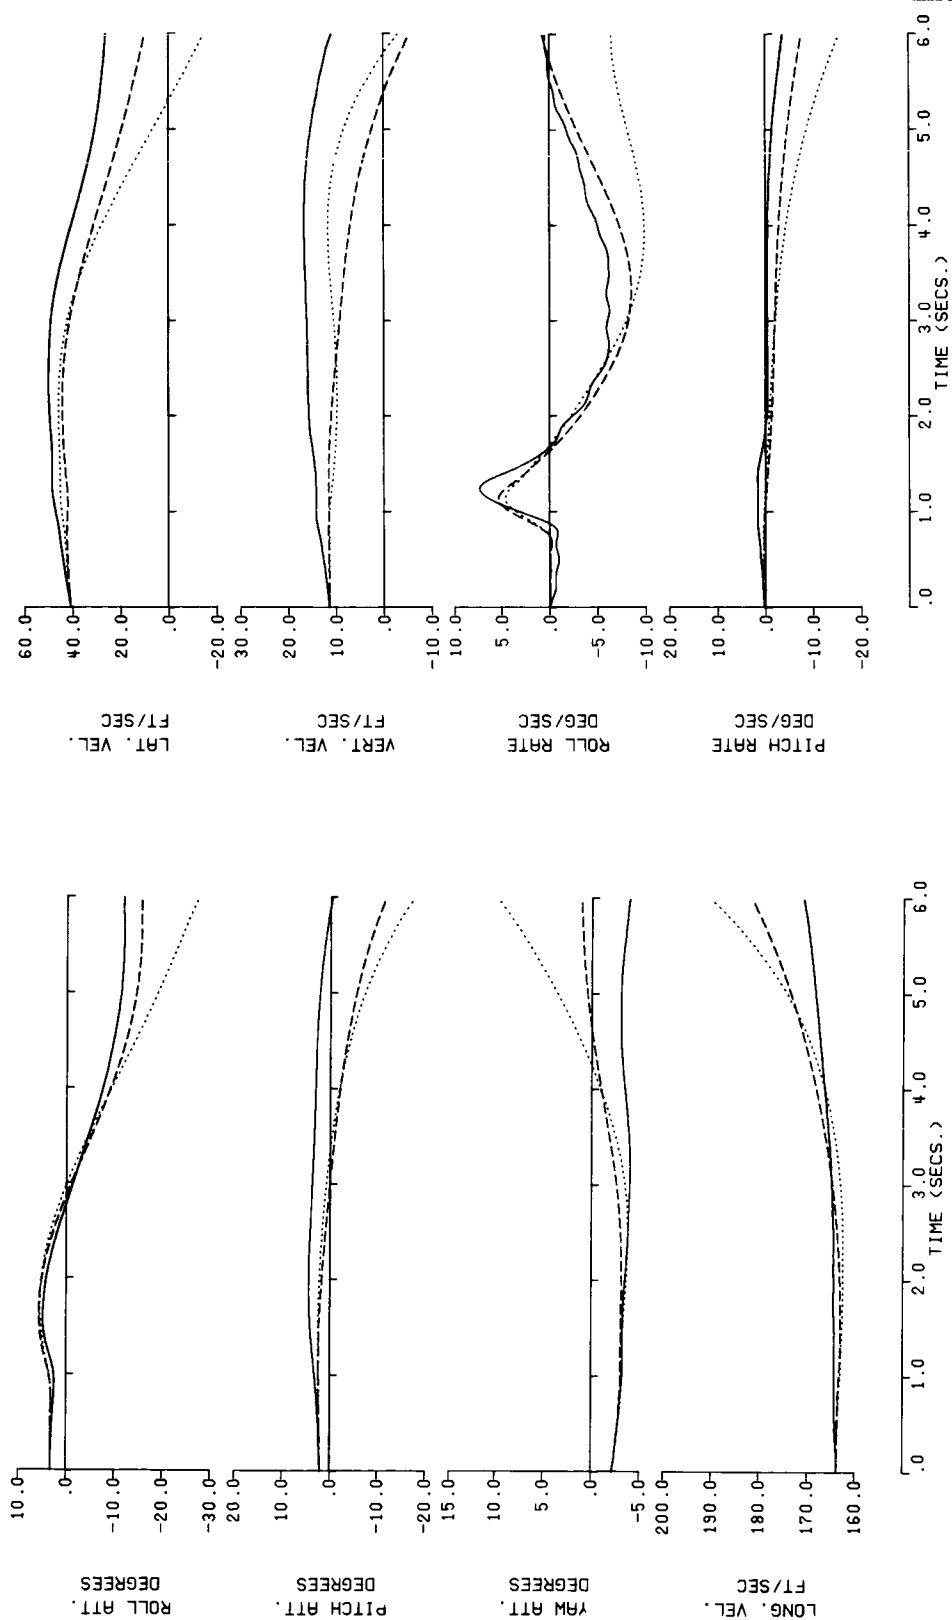 LAT. VEL.
FT/SEC
60.0
40.0
20.0
.0
-20.0
VERT. VEL.
FT/SEC
30.0
20.0
10.0
.0
-10.0
ROLL RATE
DEG/SEC
10.0
5.0
.0
-5.0
-10.0
PITCH RATE
DEG/SEC
20.0
10.0
.0
-10.0
-20.0
.0 1.0 2.0 3.0 4.0 5.0 6.0
TIME (SECS.)
ROLL ATT.
DEGREES
10.0
.0
-10.0
-20.0
-30.0
PITCH ATT.
DEGREES
20.0
10.0
.0
-10.0
-20.0
YAW ATT.
DEGREES
15.0
10.0
5.0
.0
-5.0
LONG. VEL.
FT/SEC
200.0
190.0
180.0
170.0
160.0
.0 1.0 2.0 3.0 4.0 5.0 6.0
TIME (SECS.)